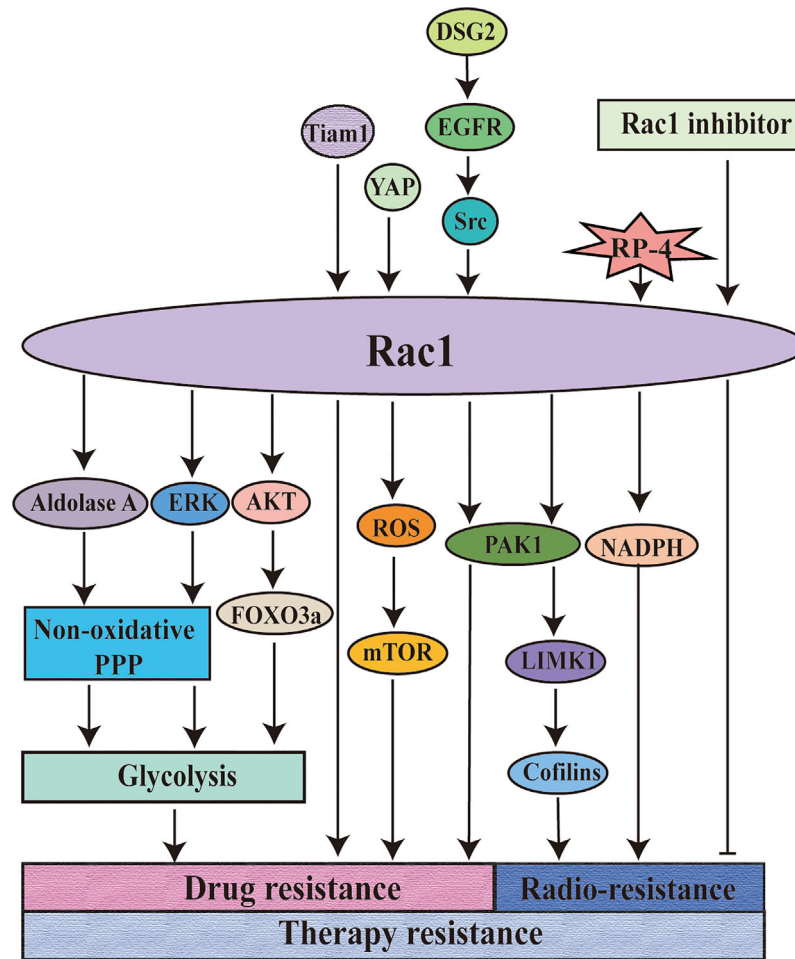 DSG2
Tiam1
EGFR
Rac1 inhibitor
YAP
Src
RP-4
Rac1
Aldolase A
ERK
AKT
ROS
PAK1
NADPH
Non-oxidative
PPP
FOXO3a
mTOR
LIMK1
Glycolysis
Cofilins
Drug resistance
Radio-resistance
Therapy resistance